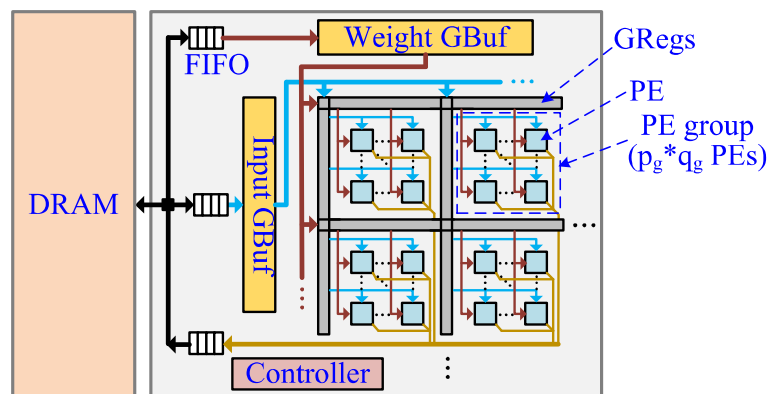 Weight GBuf
GRegs
FIFO
PE
PE group
(pg*qg PEs)
Input GBuf
DRAM
Controller